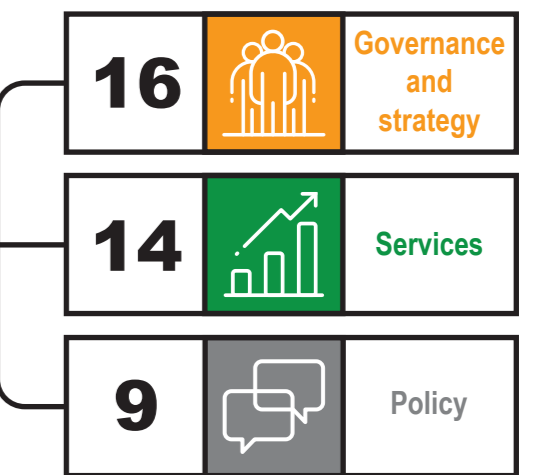 16
Governance
and
strategy
14
Services
9
Policy